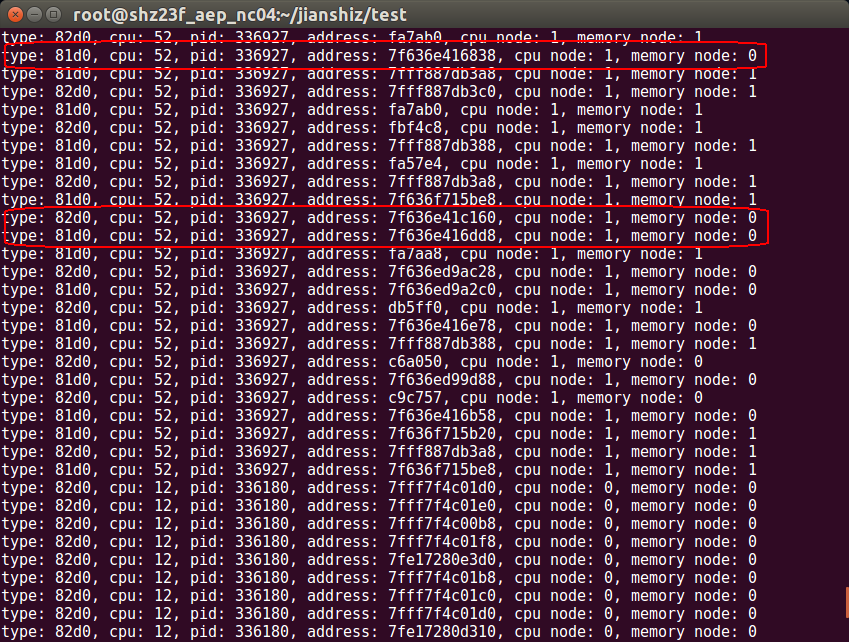 root@shz23f_aep_nc04:~/jianshiz/test
type: 82d0, cpu: 52, pid: 336927, address: fa7ab0, cpu node: 1, memory node: 1
type: 81d0, cpu: 52, pid: 336927, address: 7f636e416838, cpu node: 1, memory node: 0
type: 81d0, cpu: 52, pid: 336927, address: 7fff887db3a8, cpu node: 1, memory node: 1
type: 82d0, cpu: 52, pid: 336927, address: 7fff887db3c0, cpu node: 1, memory node: 1
type: 81d0, cpu: 52, pid: 336927, address: fa7ab0, cpu node: 1, memory node: 1
type: 82d0, cpu: 52, pid: 336927, address: fbf4c8, cpu node: 1, memory node: 1
type: 81d0, cpu: 52, pid: 336927, address: 7fff887db388, cpu node: 1, memory node: 1
type: 81d0, cpu: 52, pid: 336927, address: fa57e4, cpu node: 1, memory node: 1
type: 82d0, cpu: 52, pid: 336927, address: 7fff887db3a8, cpu node: 1, memory node: 1
type: 81d0, cpu: 52, pid: 336927, address: 7f636f715be8, cpu node: 1, memory node: 1
type: 82d0, cpu: 52, pid: 336927, address: 7f636e41c160, cpu node: 1, memory node: 0
type: 81d0, cpu: 52, pid: 336927, address: 7f636e416dd8, cpu node: 1, memory node: 0
type: 81d0, cpu: 52, pid: 336927, address: fa7aa8, cpu node: 1, memory node: 1
type: 82d0, cpu: 52, pid: 336927, address: 7f636ed9ac28, cpu node: 1, memory node: 0
type: 82d0, cpu: 52, pid: 336927, address: 7f636ed9a2c0, cpu node: 1, memory node: 0
type: 82d0, cpu: 52, pid: 336927, address: db5ff0, cpu node: 1, memory node: 1
type: 81d0, cpu: 52, pid: 336927, address: 7f636e416e78, cpu node: 1, memory node: 0
type: 82d0, cpu: 52, pid: 336927, address: 7fff887db388, cpu node: 1, memory node: 1
type: 82d0, cpu: 52, pid: 336927, address: c6a050, cpu node: 1, memory node: 0
type: 81d0, cpu: 52, pid: 336927, address: 7f636ed99d88, cpu node: 1, memory node: 0
type: 82d0, cpu: 52, pid: 336927, address: c9c757, cpu node: 1, memory node: 0
type: 82d0, cpu: 52, pid: 336927, address: 7f636e416b58, cpu node: 1, memory node: 0
type: 81d0, cpu: 52, pid: 336927, address: 7f636f715b20, cpu node: 1, memory node: 1
type: 82d0, cpu: 52, pid: 336927, address: 7fff887db3a8, cpu node: 1, memory node: 1
type: 81d0, cpu: 52, pid: 336927, address: 7f636f715be8, cpu node: 1, memory node: 1
type: 82d0, cpu: 12, pid: 336180, address: 7fff7f4c01d0, cpu node: 0, memory node: 0
type: 82d0, cpu: 12, pid: 336180, address: 7fff7f4c01e0, cpu node: 0, memory node: 0
type: 82d0, cpu: 12, pid: 336180, address: 7fff7f4c00b8, cpu node: 0, memory node: 0
type: 82d0, cpu: 12, pid: 336180, address: 7fff7f4c01f8, cpu node: 0, memory node: 0
type: 82d0, cpu: 12, pid: 336180, address: 7fe17280e3d0, cpu node: 0, memory node: 0
type: 82d0, cpu: 12, pid: 336180, address: 7fff7f4c01b8, cpu node: 0, memory node: 0
type: 82d0, cpu: 12, pid: 336180, address: 7fff7f4c01c0, cpu node: 0, memory node: 0
type: 82d0, cpu: 12, pid: 336180, address: 7fff7f4c01d0, cpu node: 0, memory node: 0
type: 82d0, cpu: 12, pid: 336180, address: 7fe17280d310, cpu node: 0, memory node: 0